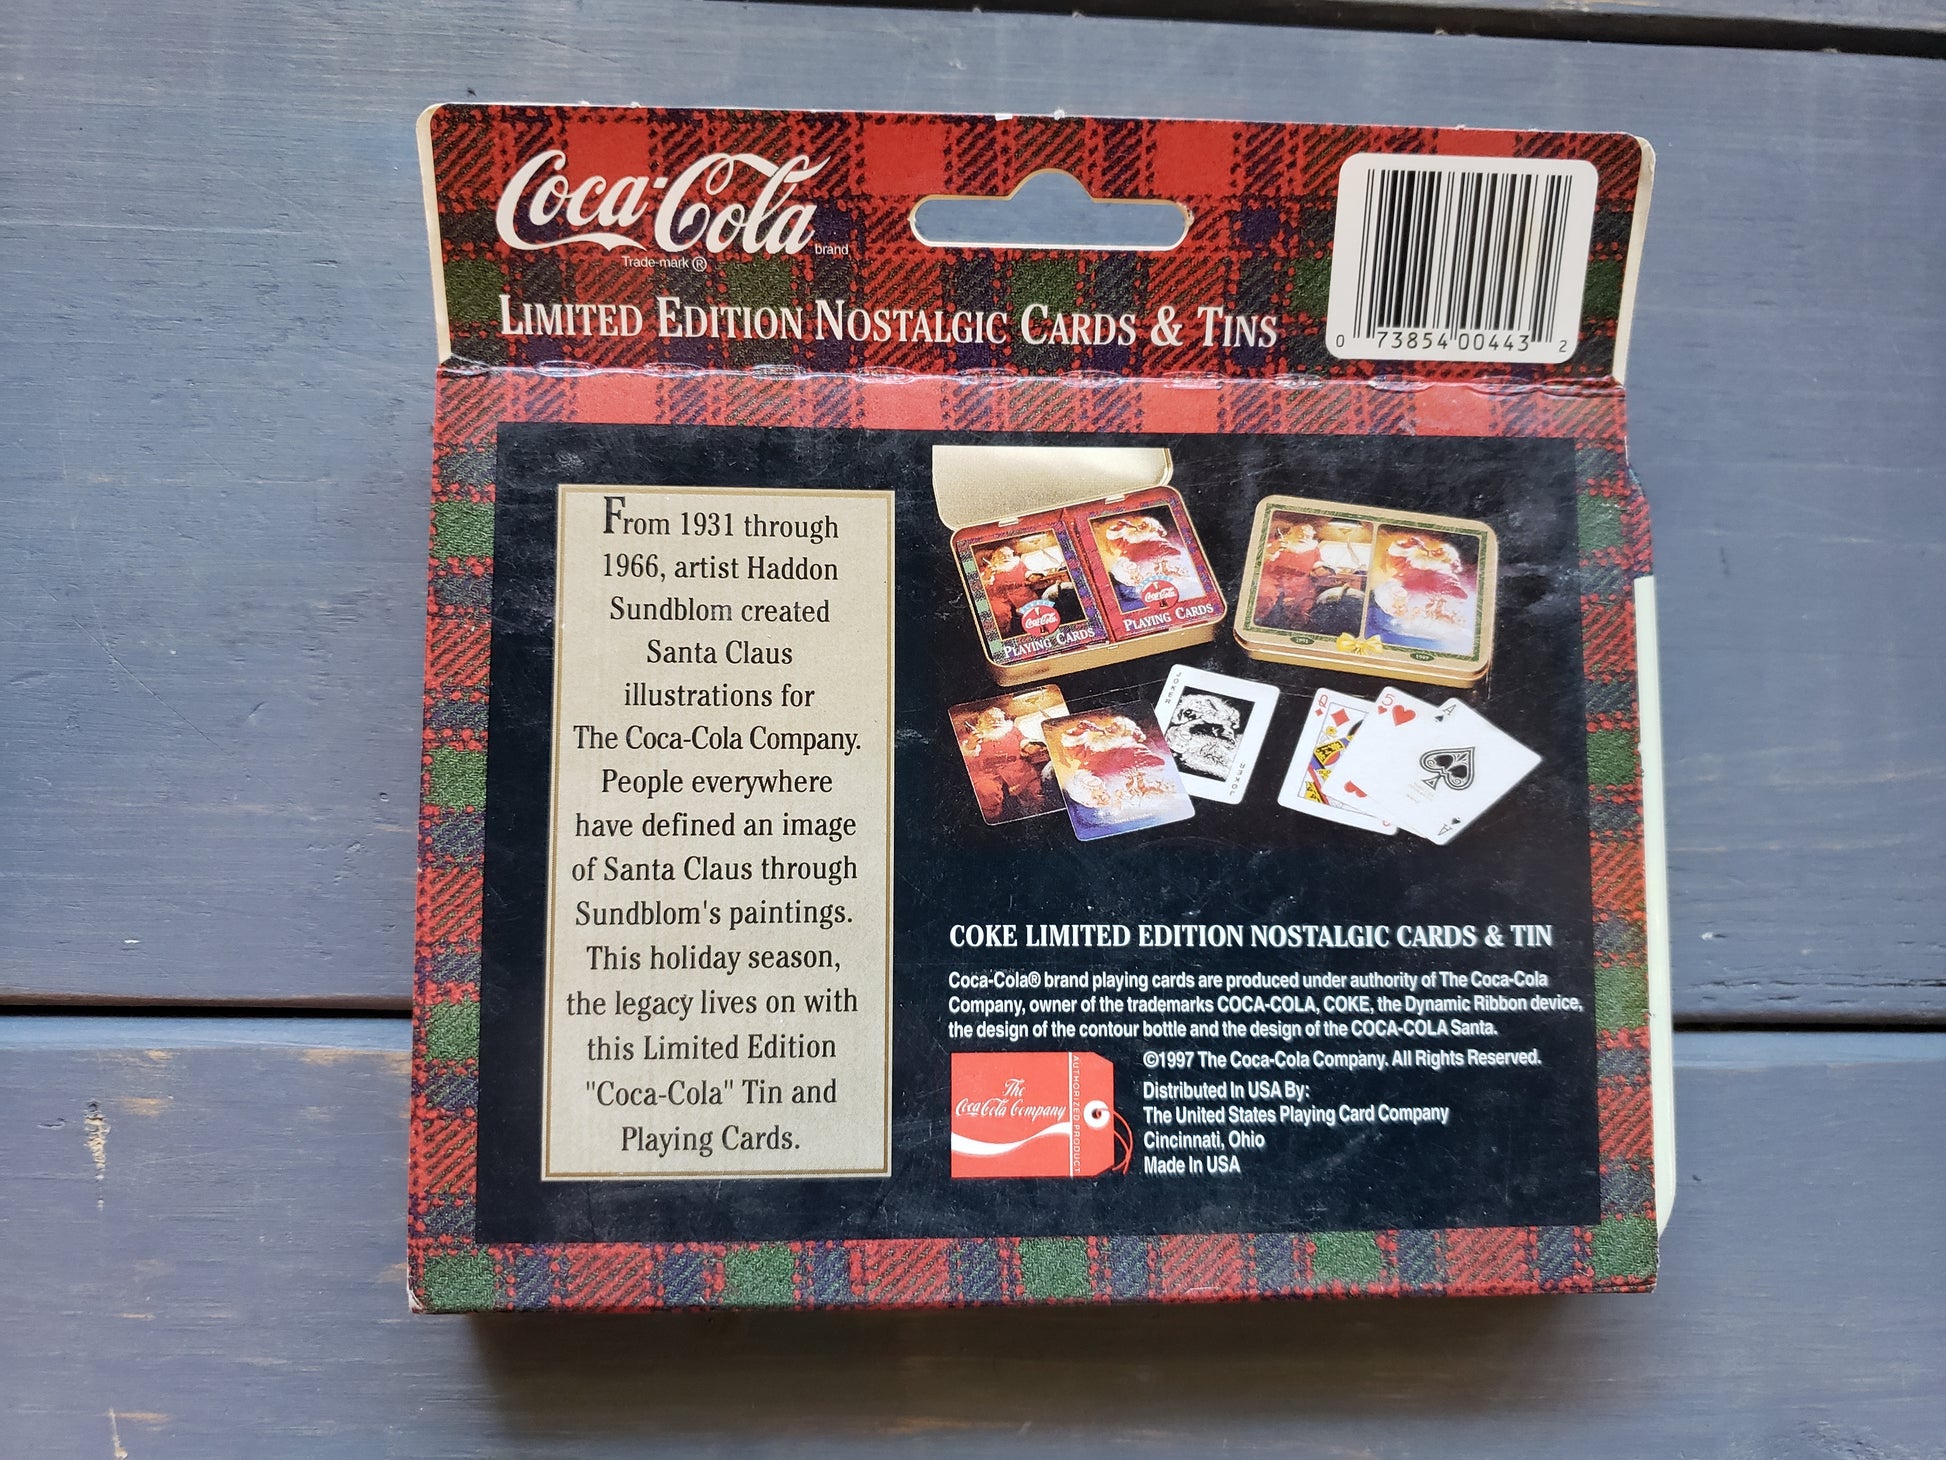 Coca-Cola
brand
Trade-mark ®
LIMITED EDITION NOSTALGIC CARDS & TINS
0 73854 00443 2
From 1931 through
1966, artist Haddon
Sundblom created
Santa Claus
illustrations for
The Coca-Cola Company.
People everywhere
have defined an image
of Santa Claus through
Sundblom's paintings.
This holiday season,
the legacy lives on with
this Limited Edition
"Coca-Cola" Tin and
Playing Cards.
Coca-Cola
PLAYING CARDS
Coca-Cola
PLAYING CARDS
JOKER
JOKER
Q
5
A
A
COKE LIMITED EDITION NOSTALGIC CARDS & TIN
Coca-Cola® brand playing cards are produced under authority of The Coca-Cola
Company, owner of the trademarks COCA-COLA, COKE, the Dynamic Ribbon device,
the design of the contour bottle and the design of the COCA-COLA Santa.
The
Coca-Cola Company
AUTHORIZED PRODUCT
©1997 The Coca-Cola Company. All Rights Reserved.
Distributed In USA By:
The United States Playing Card Company
Cincinnati, Ohio
Made In USA